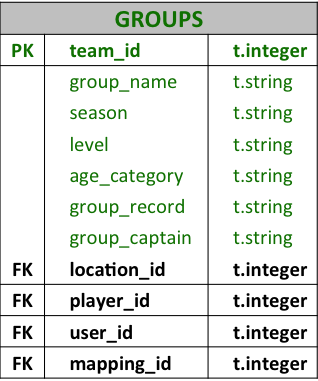 GROUPS
PK team_id t.integer
group_name t.string
season t.string
level t.string
age_category t.string
group_record t.string
group_captain t.string
FK location_id t.integer
FK player_id t.integer
FK user_id t.integer
FK mapping_id t.integer